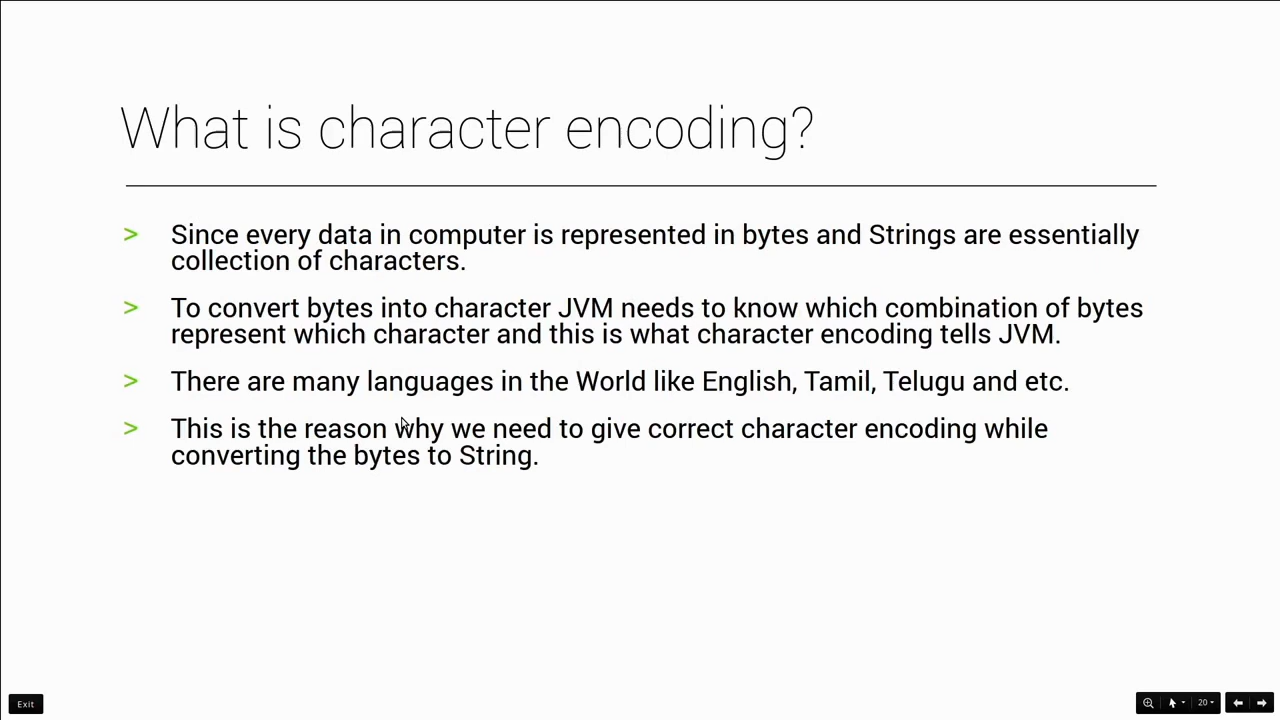 What is character encoding?
> Since every data in computer is represented in bytes and Strings are essentially
collection of characters.
> To convert bytes into character JVM needs to know which combination of bytes
represent which character and this is what character encoding tells JVM.
> There are many languages in the World like English, Tamil, Telugu and etc.
> This is the reason why we need to give correct character encoding while
converting the bytes to String.
Exit
20